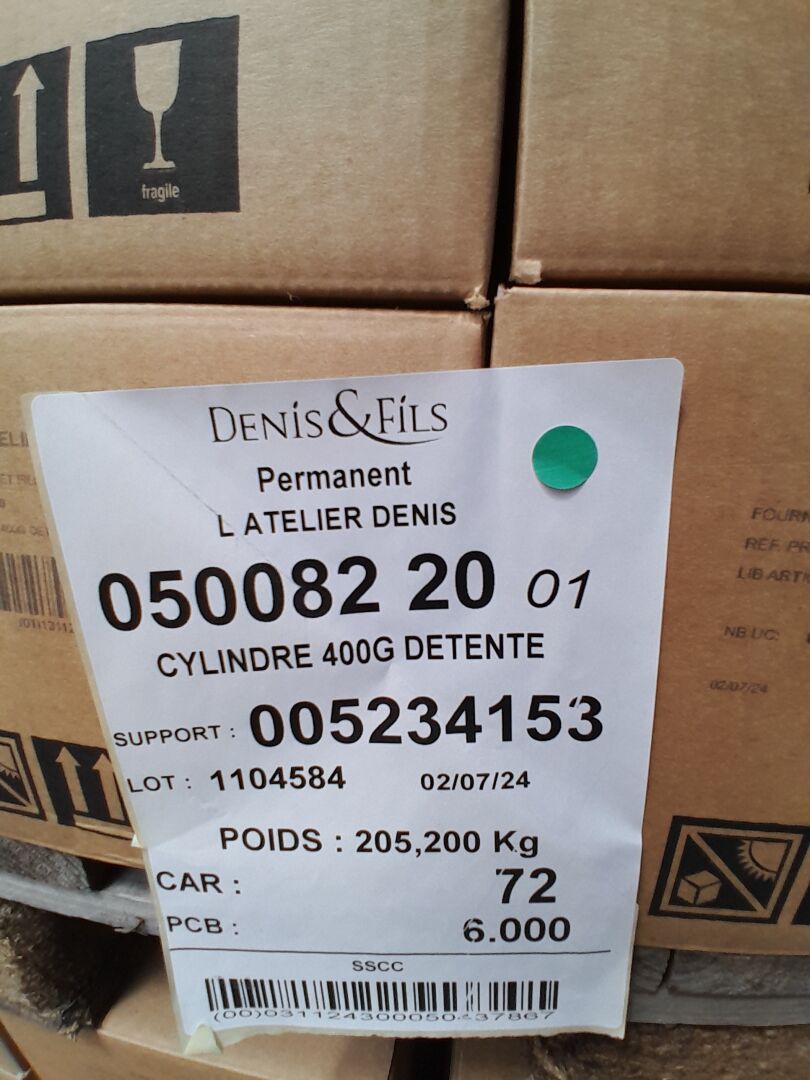 fragile
DENIS&FILS
Permanent
L ATELIER DENIS
050082 20 01
CYLINDRE 400G DETENTE
SUPPORT : 005234153
LOT : 1104584 02/07/24
POIDS : 205,200 Kg
CAR : 72
PCB : 6.000
SSCC
FOURN
REF. PR
LIB ARTI
NB UC:
02/07/24